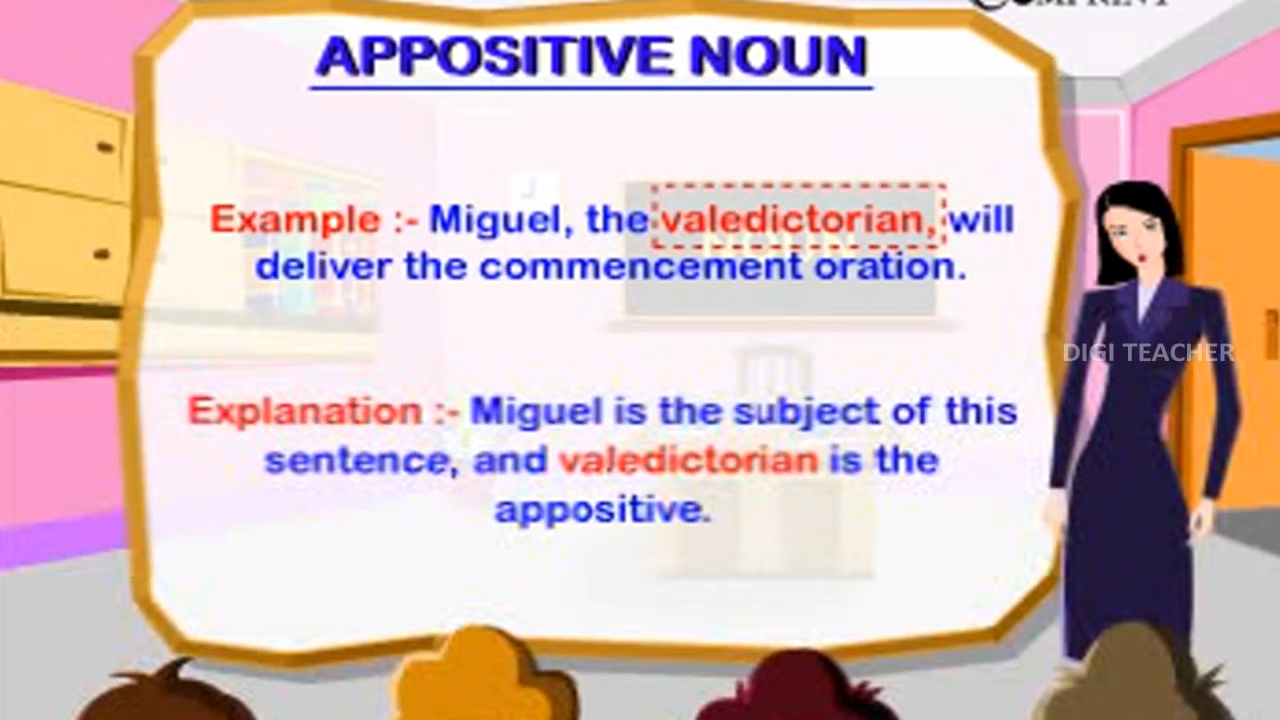 APPOSITIVE NOUN
Example :- Miguel, the valedictorian, will
deliver the commencement oration.
DIGI TEACHER
Explanation :- Miguel is the subject of this
sentence, and valedictorian is the
appositive.